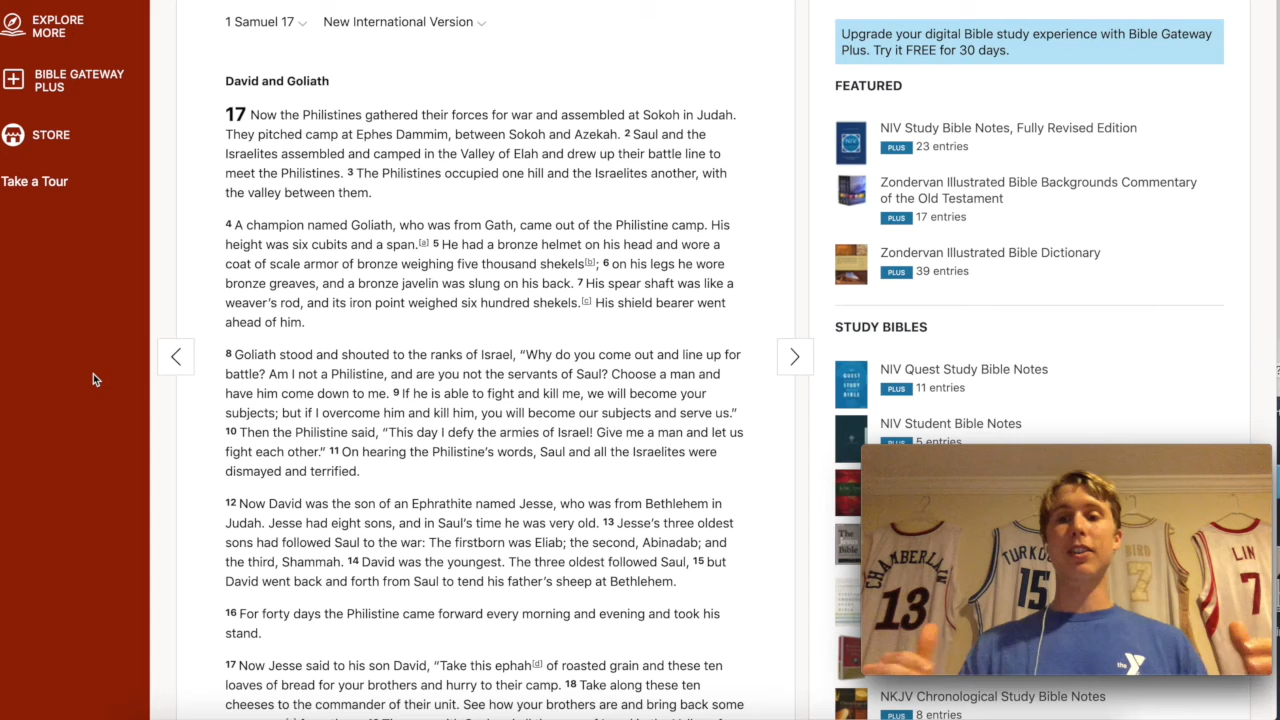 EXPLORE
MORE
BIBLE GATEWAY
PLUS
STORE
Take a Tour
1 Samuel 17
New International Version
David and Goliath
17 Now the Philistines gathered their forces for war and assembled at Sokoh in Judah.
They pitched camp at Ephes Dammim, between Sokoh and Azekah. 2 Saul and the
Israelites assembled and camped in the Valley of Elah and drew up their battle line to
meet the Philistines. 3 The Philistines occupied one hill and the Israelites another, with
the valley between them.
4 A champion named Goliath, who was from Gath, came out of the Philistine camp. His
height was six cubits and a span.[a] 5 He had a bronze helmet on his head and wore a
coat of scale armor of bronze weighing five thousand shekels[b]; 6 on his legs he wore
bronze greaves, and a bronze javelin was slung on his back. 7 His spear shaft was like a
weaver’s rod, and its iron point weighed six hundred shekels.[c] His shield bearer went
ahead of him.
8 Goliath stood and shouted to the ranks of Israel, “Why do you come out and line up for
battle? Am I not a Philistine, and are you not the servants of Saul? Choose a man and
have him come down to me. 9 If he is able to fight and kill me, we will become your
subjects; but if I overcome him and kill him, you will become our subjects and serve us.”
10 Then the Philistine said, “This day I defy the armies of Israel! Give me a man and let us
fight each other.” 11 On hearing the Philistine’s words, Saul and all the Israelites were
dismayed and terrified.
12 Now David was the son of an Ephrathite named Jesse, who was from Bethlehem in
Judah. Jesse had eight sons, and in Saul’s time he was very old. 13 Jesse’s three oldest
sons had followed Saul to the war: The firstborn was Eliab; the second, Abinadab; and
the third, Shammah. 14 David was the youngest. The three oldest followed Saul, 15 but
David went back and forth from Saul to tend his father’s sheep at Bethlehem.
16 For forty days the Philistine came forward every morning and evening and took his
stand.
17 Now Jesse said to his son David, “Take this ephah[d] of roasted grain and these ten
loaves of bread for your brothers and hurry to their camp. 18 Take along these ten
cheeses to the commander of their unit. See how your brothers are and bring back some
Upgrade your digital Bible study experience with Bible Gateway
Plus. Try it FREE for 30 days.
FEATURED
NIV Study Bible Notes, Fully Revised Edition
PLUS 23 entries
Zondervan Illustrated Bible Backgrounds Commentary
of the Old Testament
PLUS 17 entries
Zondervan Illustrated Bible Dictionary
PLUS 39 entries
STUDY BIBLES
NIV Quest Study Bible Notes
PLUS 11 entries
NIV Student Bible Notes
PLUS 5 entries
The
Jesus
Bible
CHAMBERLAIN
13
15
BIRD
7
LIN
7
the Y
NKJV Chronological Study Bible Notes
PLUS 8 entries